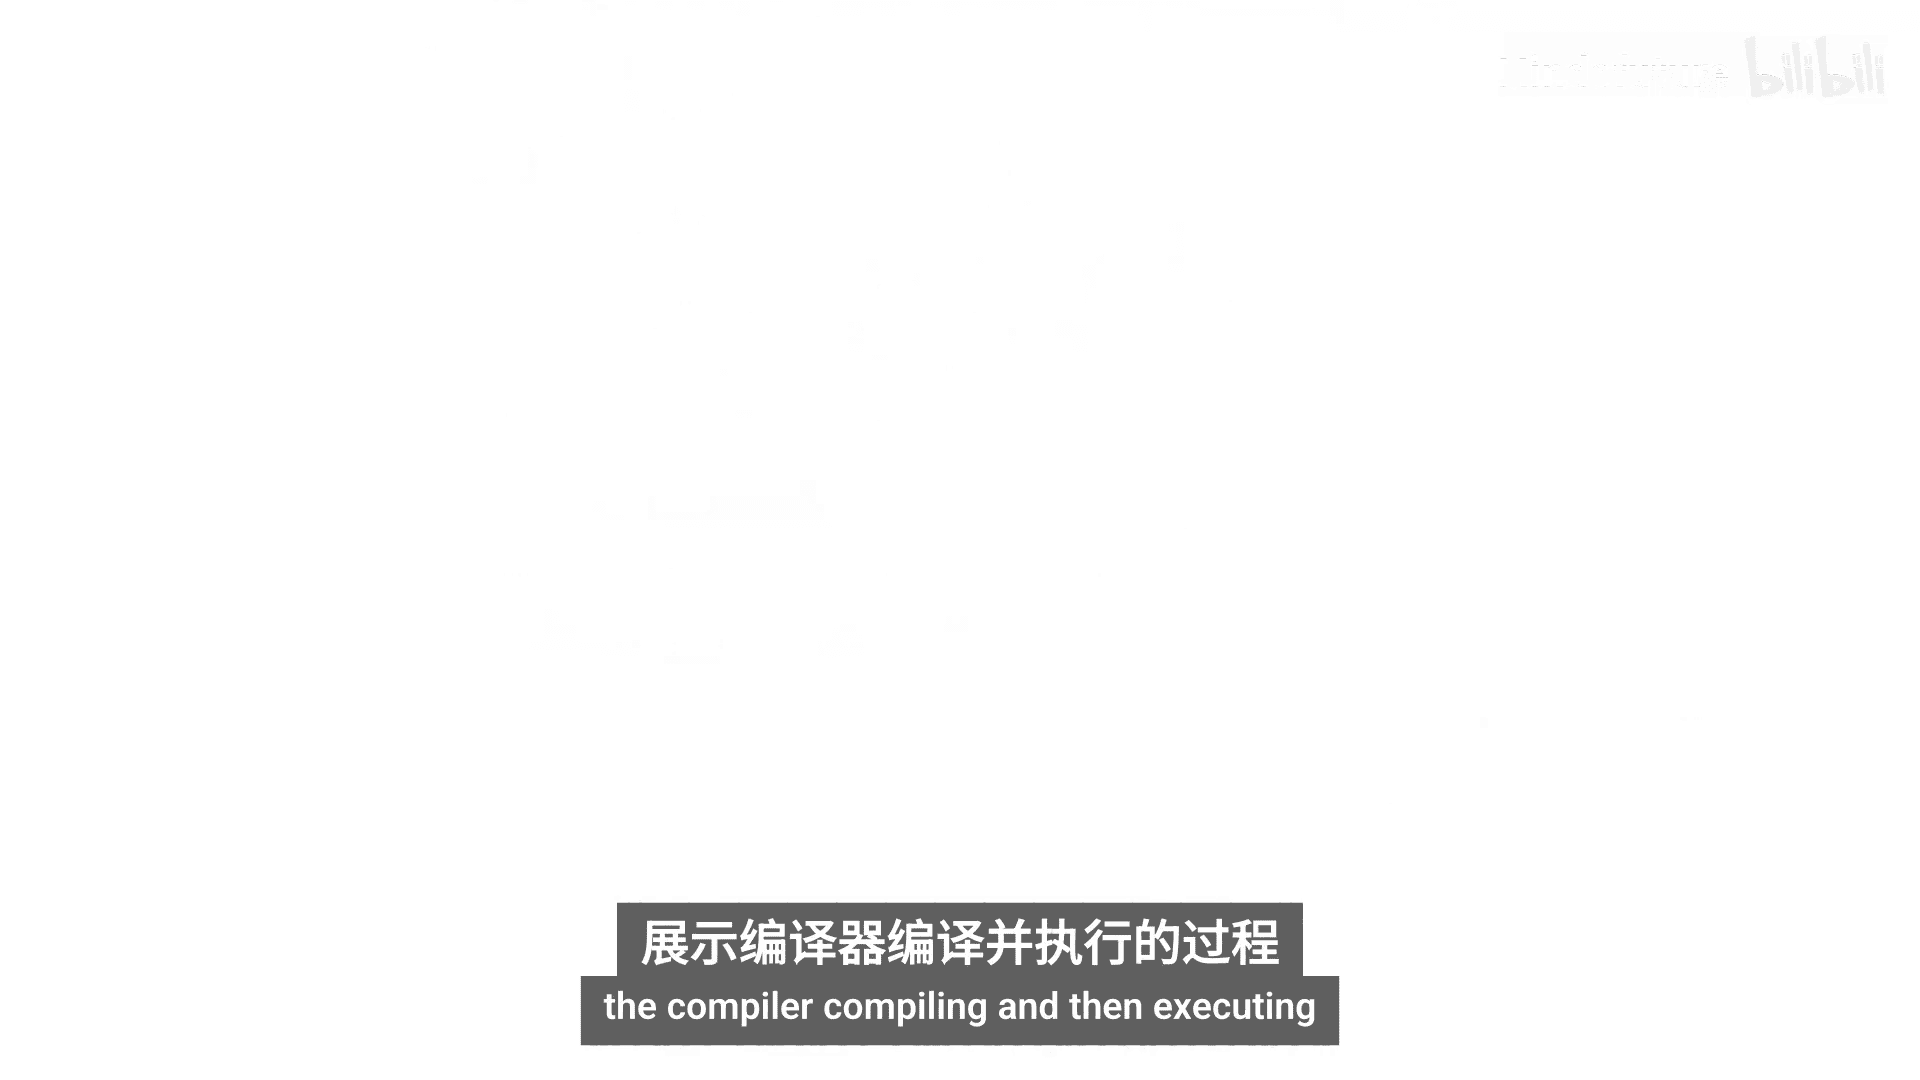 bilibili
展示编译器编译并执行的过程
the compiler compiling and then executing